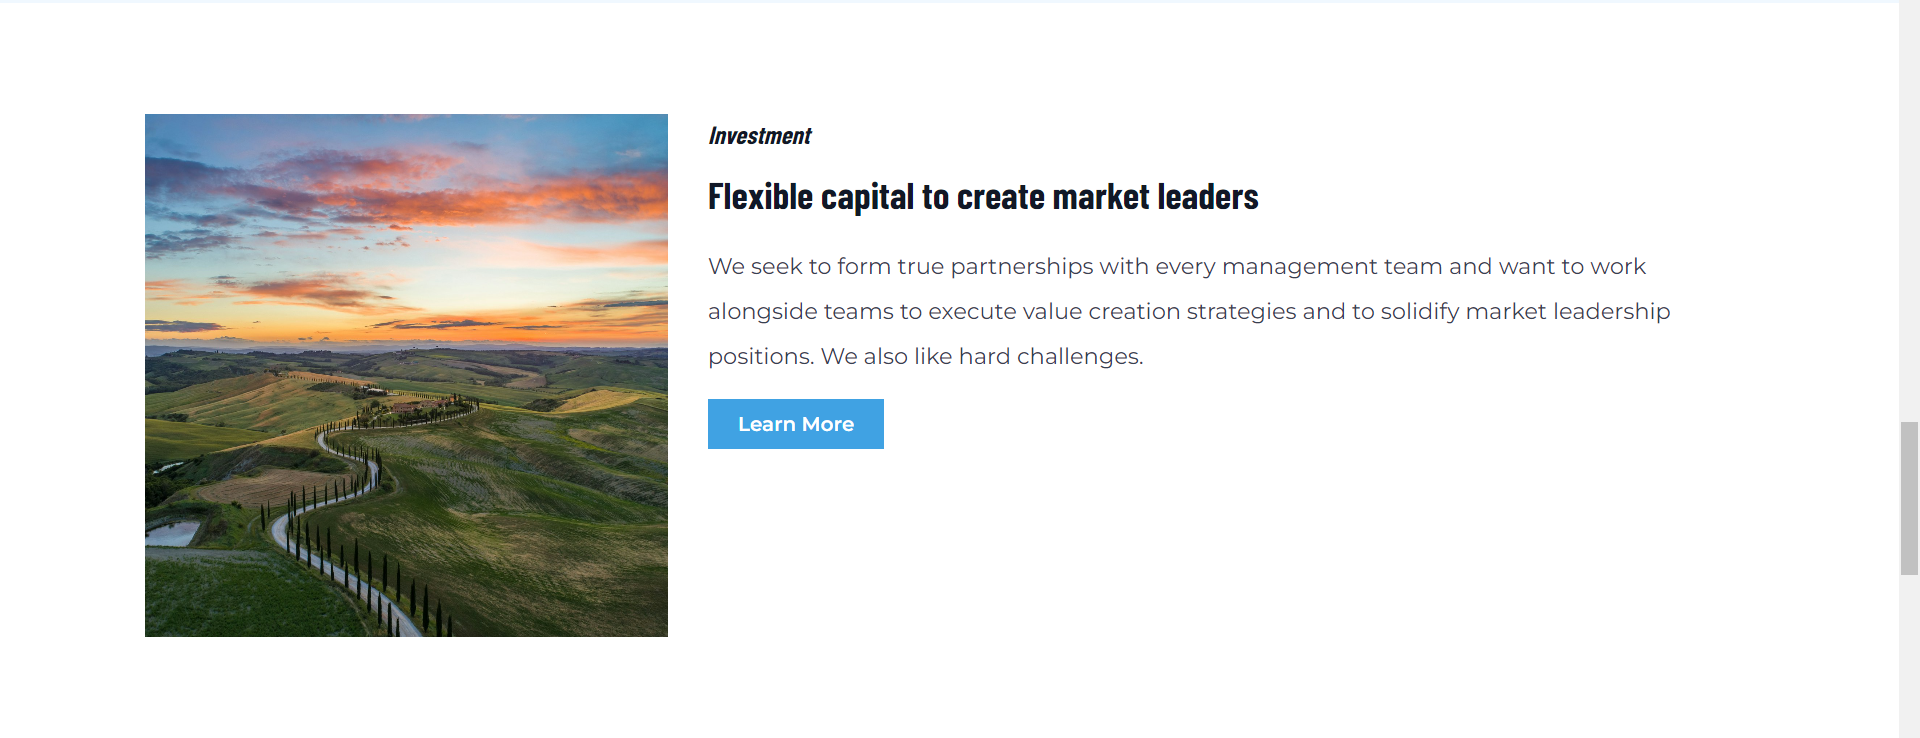 Investment
Flexible capital to create market leaders
We seek to form true partnerships with every management team and want to work
alongside teams to execute value creation strategies and to solidify market leadership
positions. We also like hard challenges.
Learn More